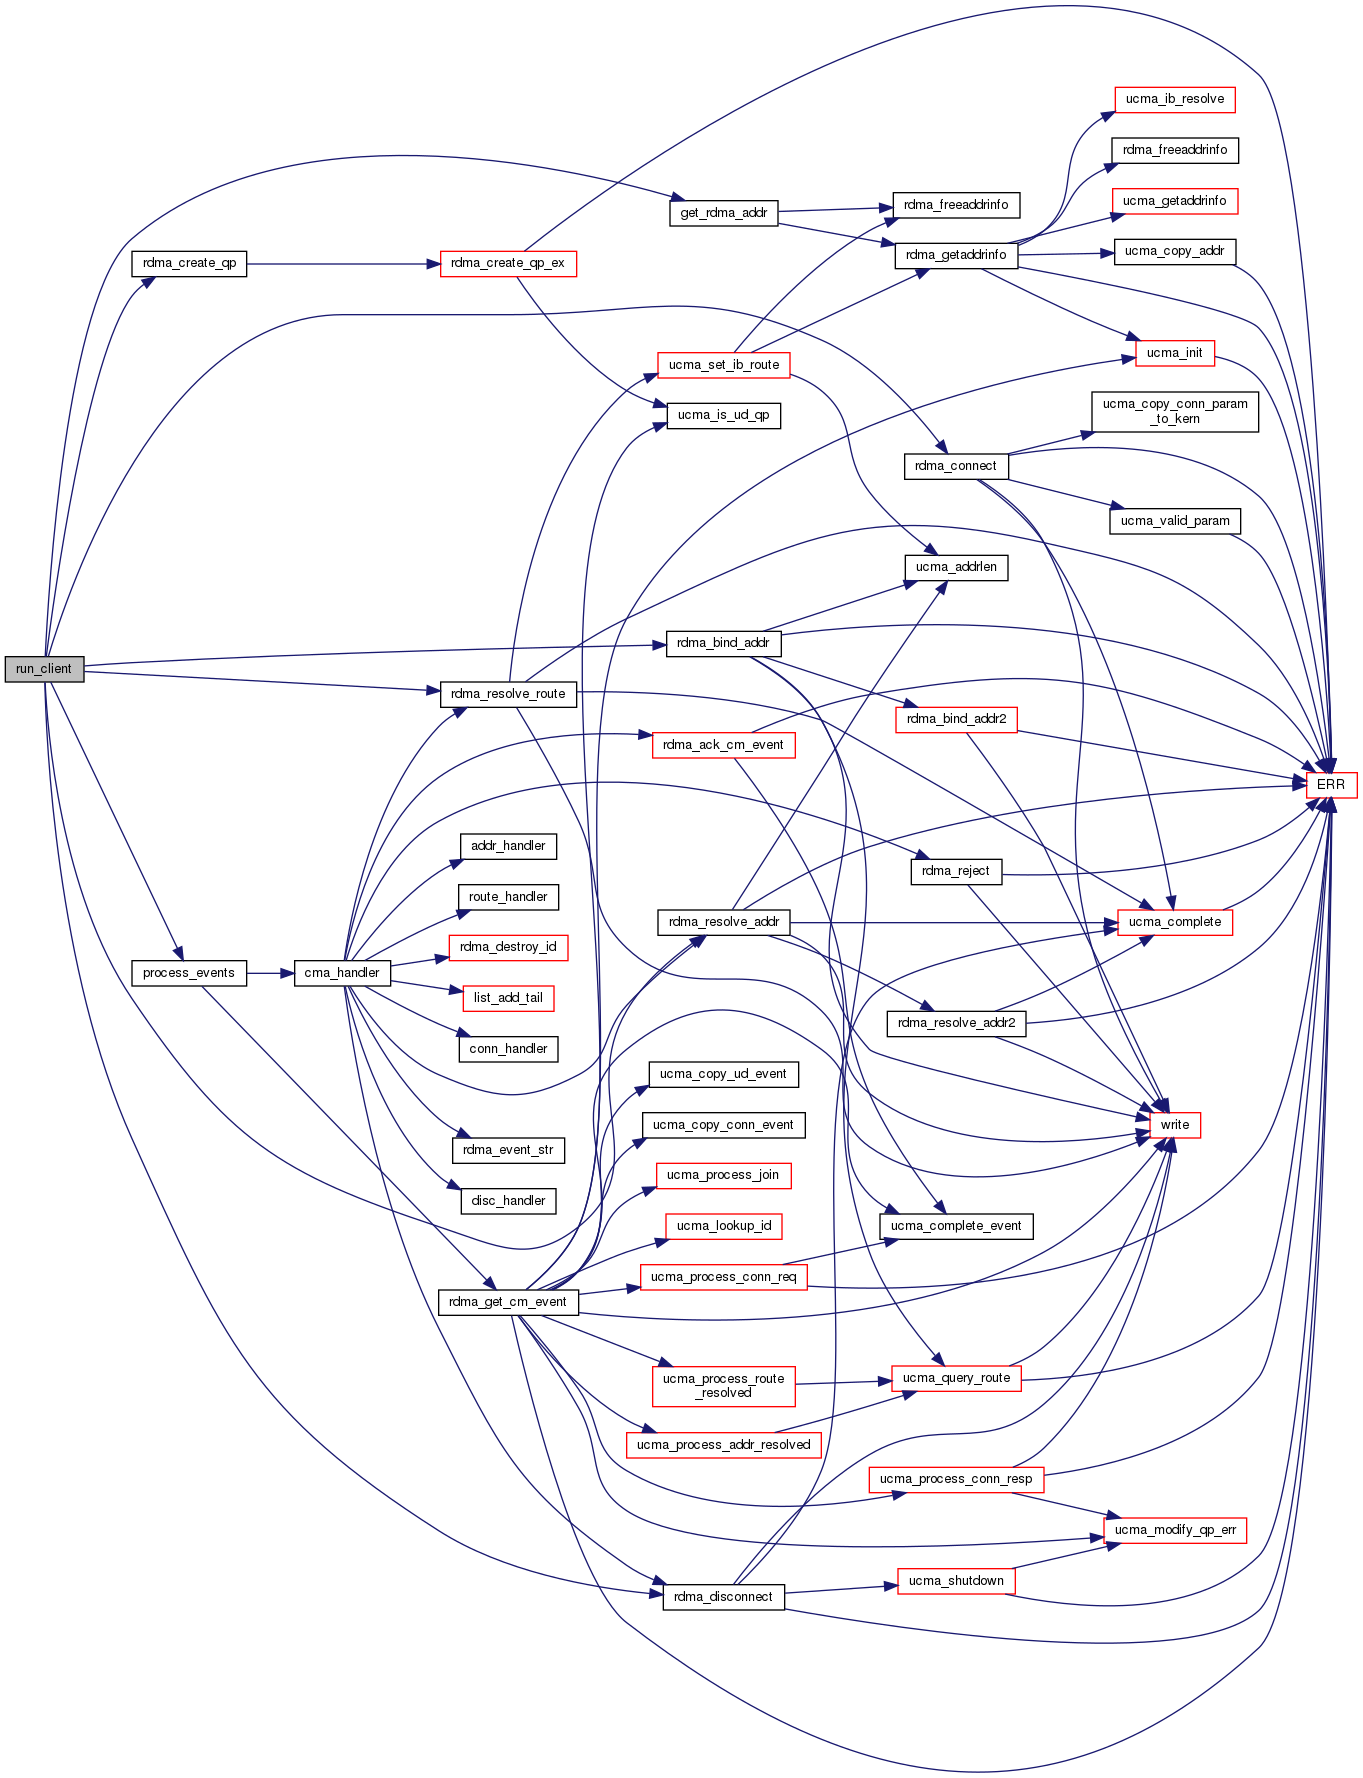 run_client
rdma_create_qp
process_events
cma_handler
rdma_create_qp_ex
rdma_resolve_route
addr_handler
route_handler
rdma_destroy_id
list_add_tail
conn_handler
rdma_event_str
disc_handler
rdma_get_cm_event
get_rdma_addr
ucma_set_ib_route
ucma_is_ud_qp
rdma_bind_addr
rdma_ack_cm_event
rdma_resolve_addr
ucma_copy_ud_event
ucma_copy_conn_event
ucma_process_join
ucma_lookup_id
ucma_process_conn_req
ucma_process_route
_resolved
ucma_process_addr_resolved
rdma_disconnect
rdma_freeaddrinfo
rdma_getaddrinfo
rdma_connect
ucma_addrlen
rdma_bind_addr2
rdma_reject
rdma_resolve_addr2
ucma_complete_event
ucma_query_route
ucma_process_conn_resp
ucma_shutdown
ucma_ib_resolve
rdma_freeaddrinfo
ucma_getaddrinfo
ucma_copy_addr
ucma_init
ucma_copy_conn_param
_to_kern
ucma_valid_param
ucma_complete
write
ucma_modify_qp_err
ERR